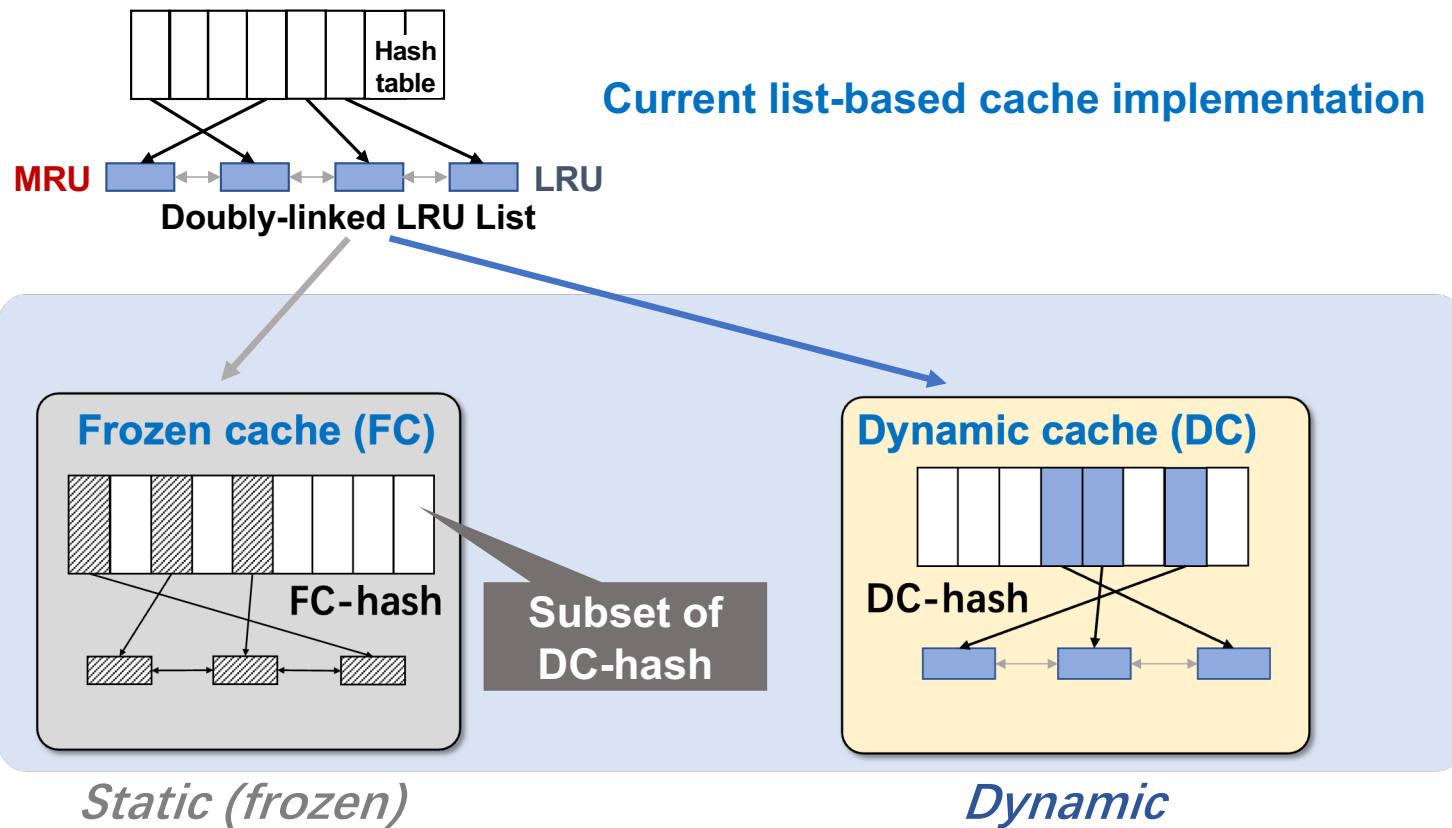 Hash
table
Current list-based cache implementation
MRU
LRU
Doubly-linked LRU List
Frozen cache (FC)
FC-hash
Subset of
DC-hash
Dynamic cache (DC)
DC-hash
Static (frozen)
Dynamic